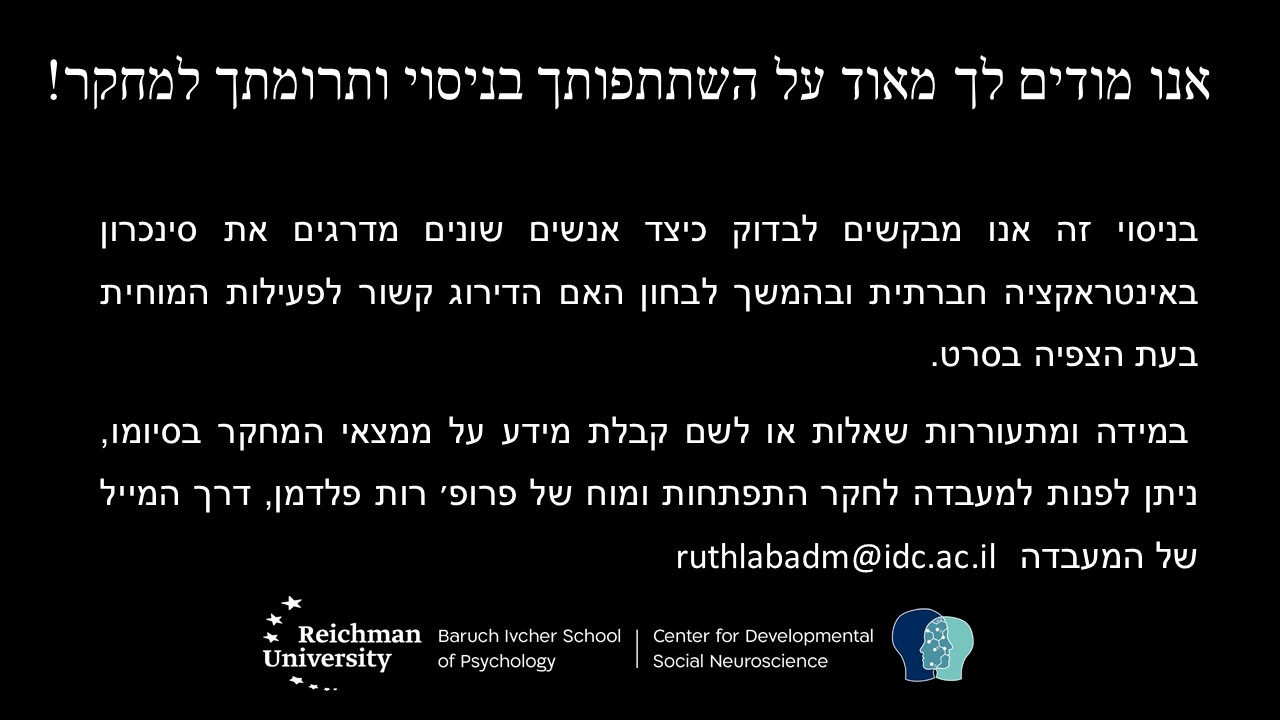 אנו מודים לך מאוד על השתתפותך בניסוי ותרומתך למחקר!
בניסוי זה אנו מבקשים לבדוק כיצד אנשים שונים מדרגים את סינכרון
באינטראקציה חברתית ובהמשך לבחון האם הדירוג קשור לפעילות המוחית
בעת הצפיה בסרט.
במידה ומתעוררות שאלות או לשם קבלת מידע על ממצאי המחקר בסיומו,
ניתן לפנות למעבדה לחקר התפתחות ומוח של פרופ׳ רות פלדמן, דרך המייל
של המעבדה ruthlabadm@idc.ac.il
Reichman
University
Baruch Ivcher School
of Psychology
Center for Developmental
Social Neuroscience